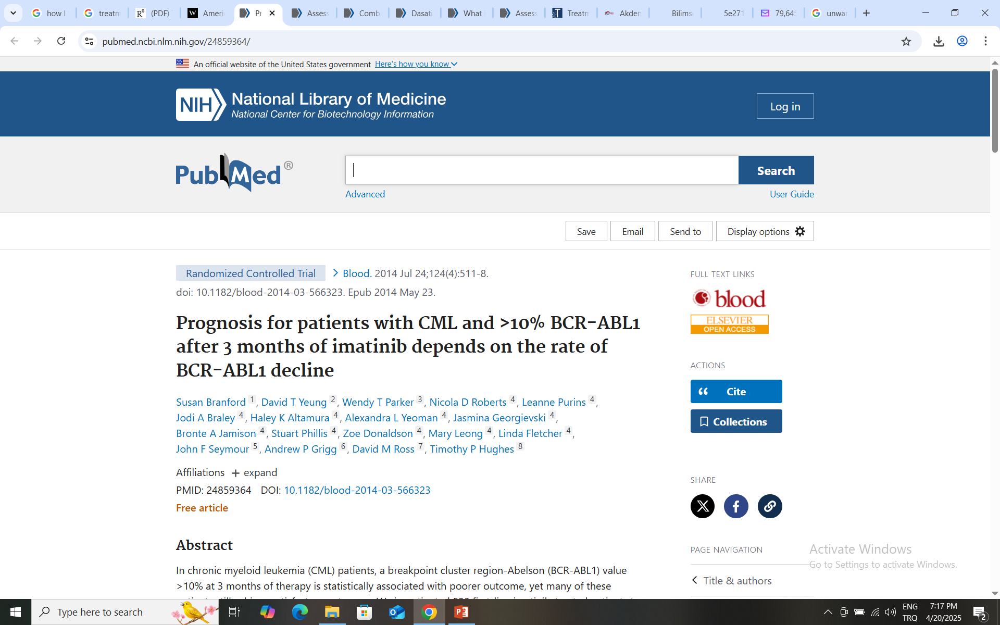 how I
treatm
(PDF)
Ameri
Pr
Assess
Comb
Dasati
What
Assess
Treatm
Akden
Bilims
5e271
79,645
unwar
pubmed.ncbi.nlm.nih.gov/24859364/
An official website of the United States government Here's how you know
NIH National Library of Medicine
National Center for Biotechnology Information
Log in
PubMed®
Search
Advanced
User Guide
Save
Email
Send to
Display options
Randomized Controlled Trial > Blood. 2014 Jul 24;124(4):511-8.
doi: 10.1182/blood-2014-03-566323. Epub 2014 May 23.
Prognosis for patients with CML and >10% BCR-ABL1
after 3 months of imatinib depends on the rate of
BCR-ABL1 decline
Susan Branford 1, David T Yeung 2, Wendy T Parker 3, Nicola D Roberts 4, Leanne Purins 4,
Jodi A Braley 4, Haley K Altamura 4, Alexandra L Yeoman 4, Jasmina Georgievski 4,
Bronte A Jamison 4, Stuart Phillis 4, Zoe Donaldson 4, Mary Leong 4, Linda Fletcher 4,
John F Seymour 5, Andrew P Grigg 6, David M Ross 7, Timothy P Hughes 8
Affiliations + expand
PMID: 24859364 DOI: 10.1182/blood-2014-03-566323
Free article
Abstract
In chronic myeloid leukemia (CML) patients, a breakpoint cluster region-Abelson (BCR-ABL1) value
>10% at 3 months of therapy is statistically associated with poorer outcome, yet many of these
FULL TEXT LINKS
blood
ELSEVIER
OPEN ACCESS
ACTIONS
Cite
Collections
SHARE
PAGE NAVIGATION
Title & authors
Activate Windows
Go to Settings to activate Windows.
Type here to search
ENG
TRQ
7:17 PM
4/20/2025
2